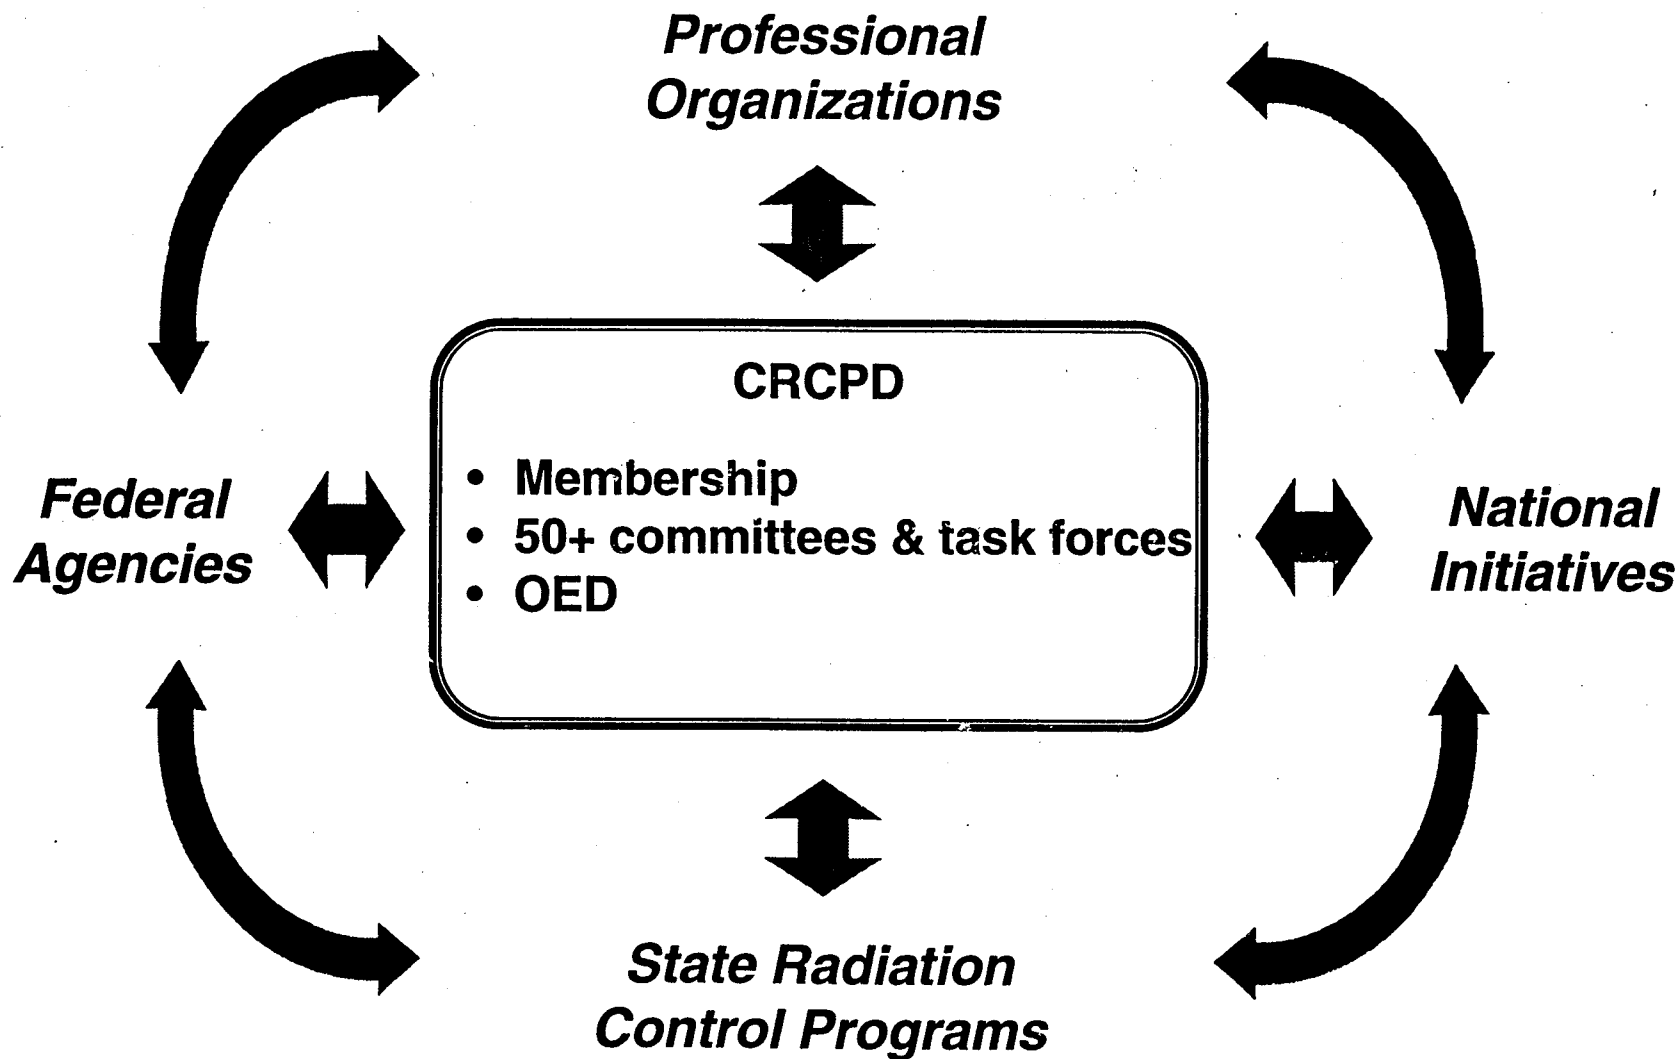 Professional
Organizations
CRCPD
• Membership
• 50+ committees & task forces
• OED
Federal
Agencies
National
Initiatives
State Radiation
Control Programs